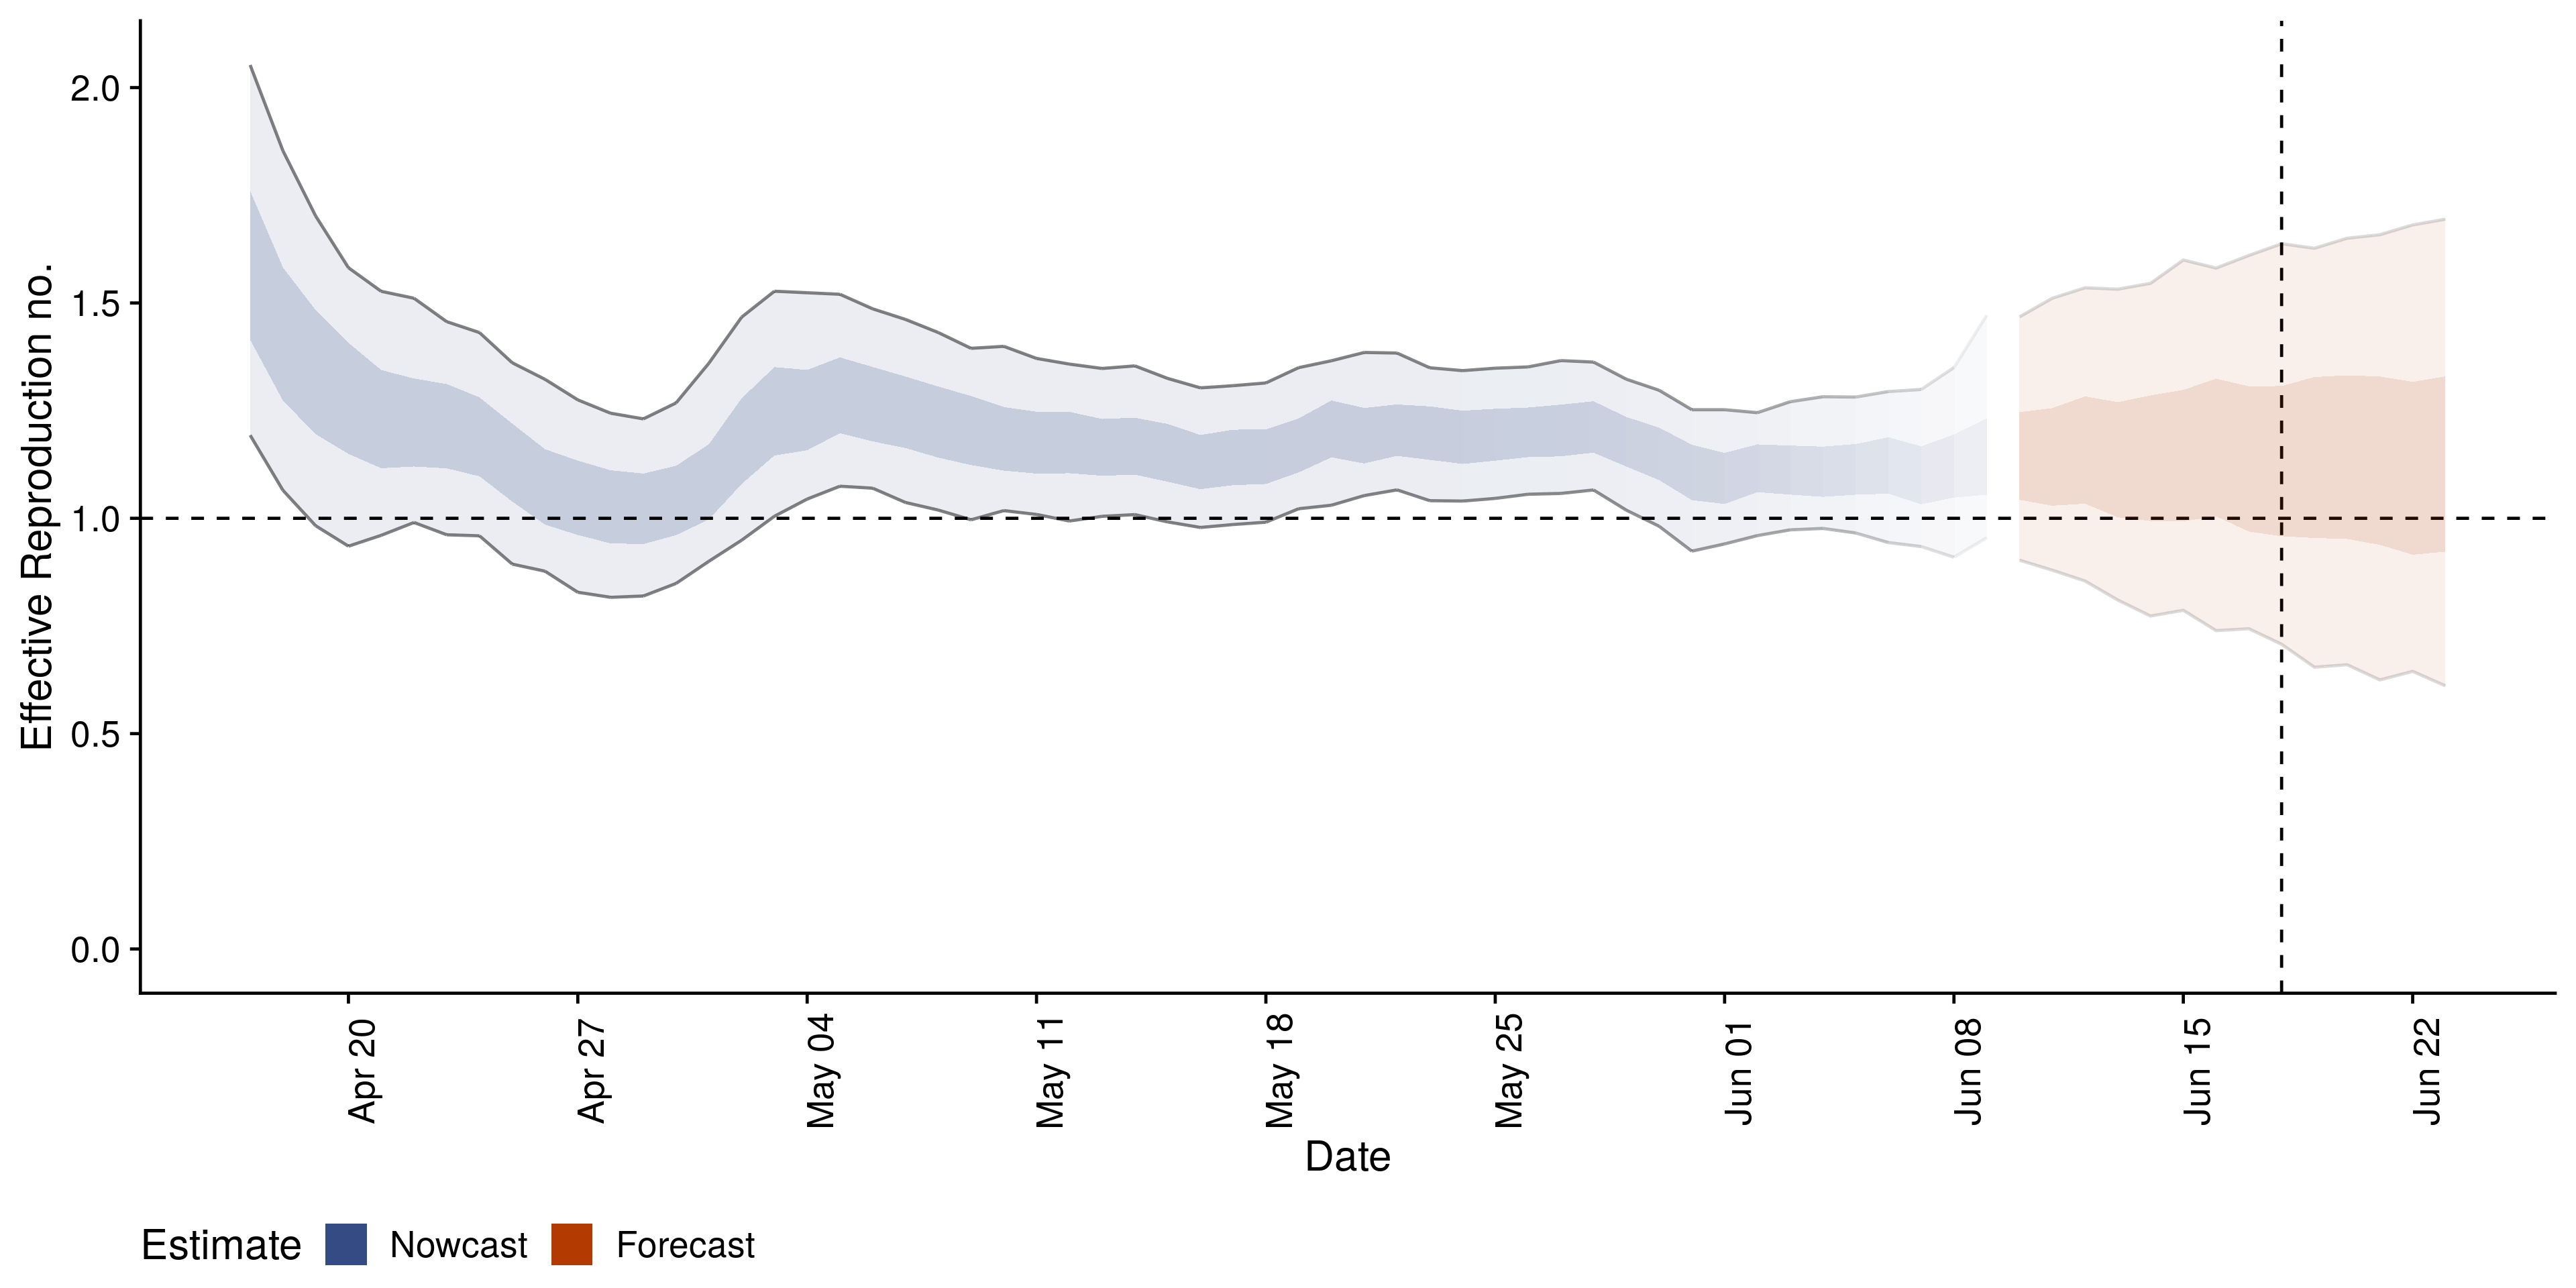 Effective Reproduction no.
2.0
1.5
1.0
0.5
0.0
Apr 20
Apr 27
May 04
May 11
May 18
May 25
Jun 01
Jun 08
Jun 15
Jun 22
Date
Estimate Nowcast Forecast